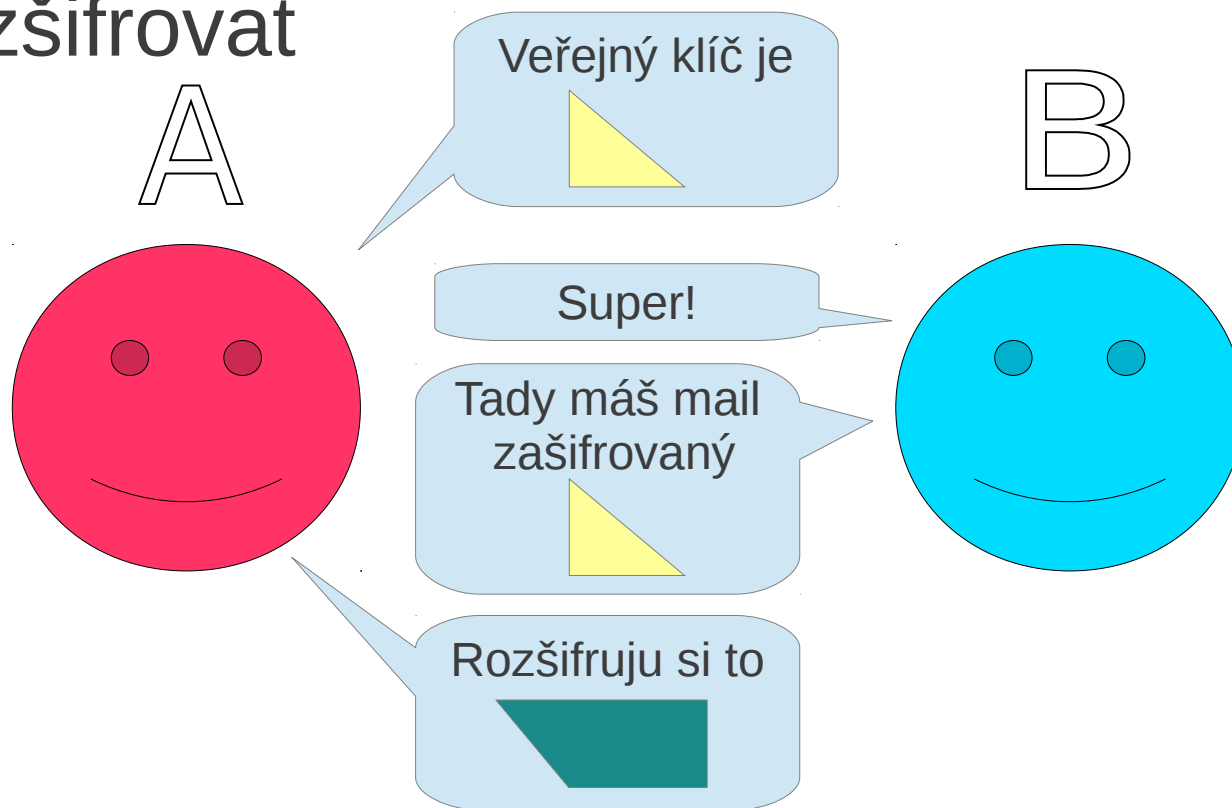 zšifrovat
A
B
Veřejný klíč je
Super!
Tady máš mail
zašifrovaný
Rozšifruju si to